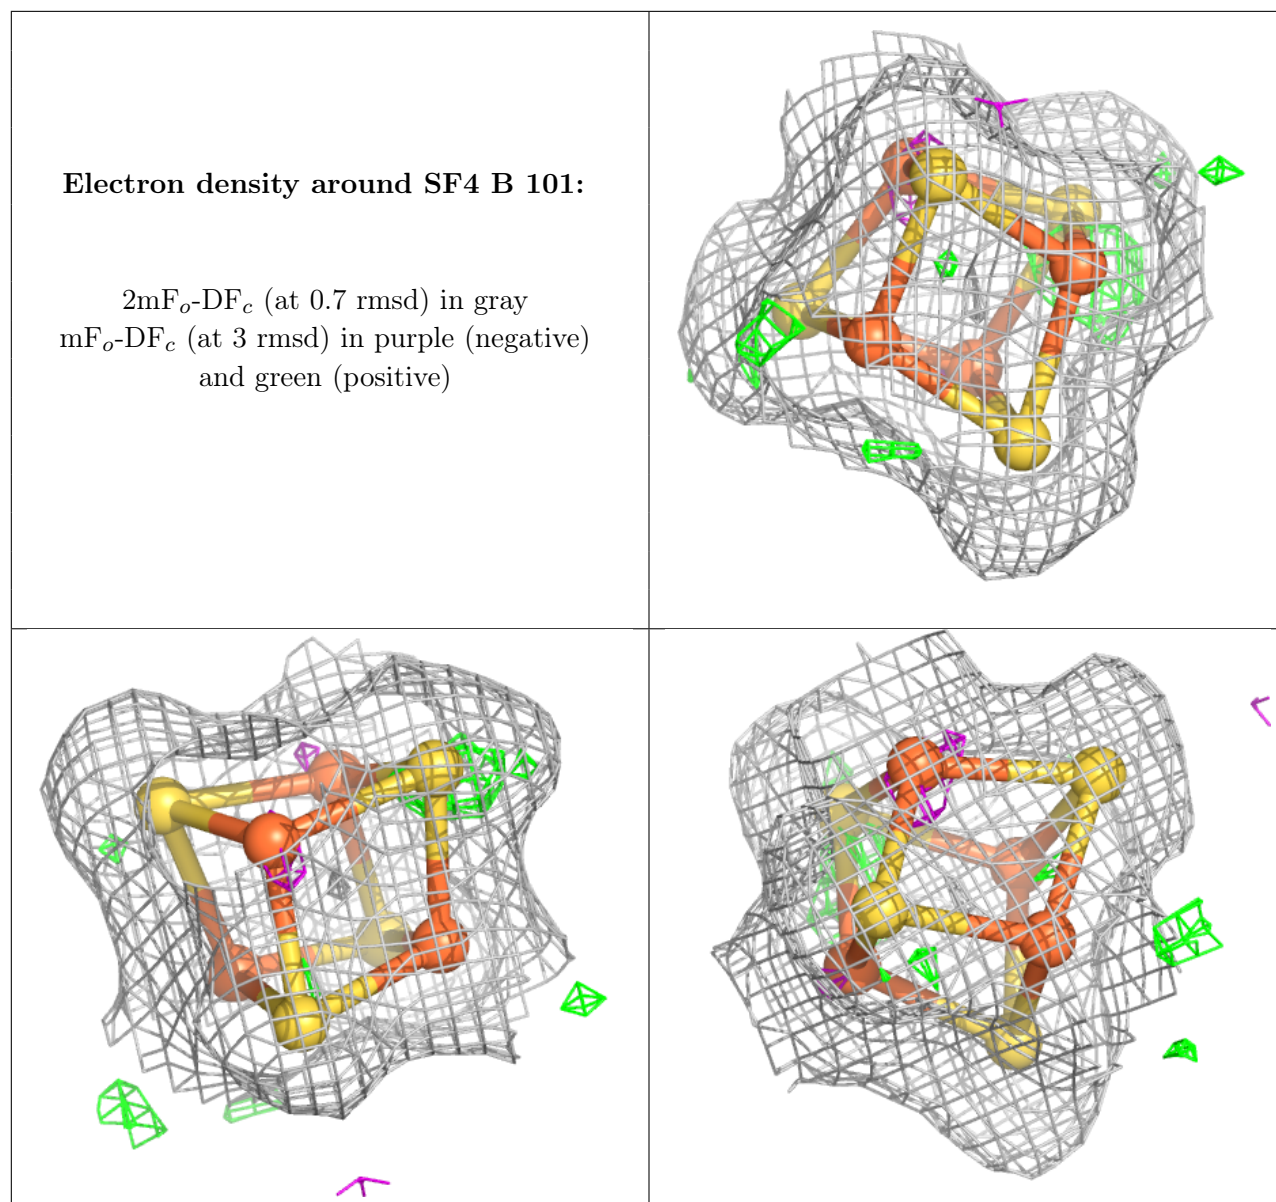 Electron density around SF4 B 101:
2mFₒ-DF𝒸 (at 0.7 rmsd) in gray
mFₒ-DF𝒸 (at 3 rmsd) in purple (negative)
and green (positive)